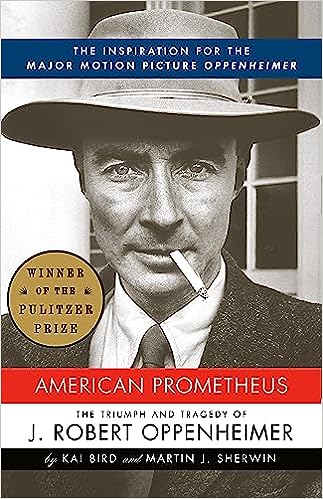 THE INSPIRATION FOR THE
MAJOR MOTION PICTURE OPPENHEIMER
WINNER
OF THE
PULITZER
PRIZE
AMERICAN PROMETHEUS
THE TRIUMPH AND TRAGEDY OF
J. ROBERT OPPENHEIMER
by KAI BIRD and MARTIN J. SHERWIN